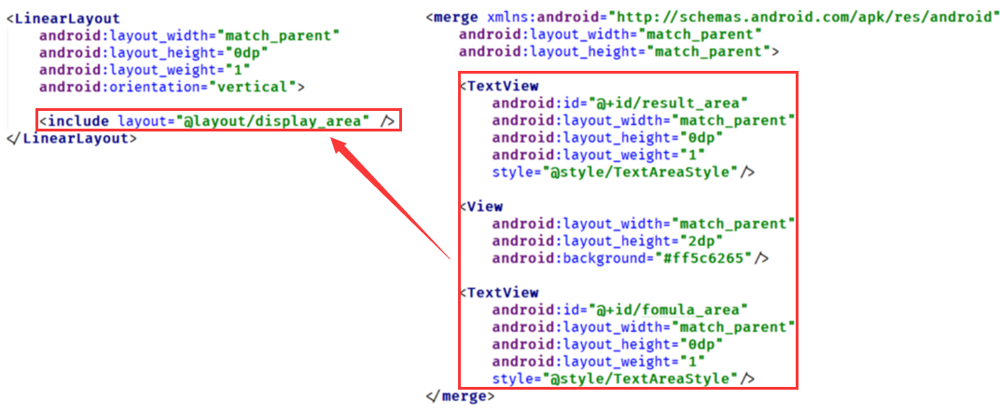 <LinearLayout
android:layout_width="match_parent"
android:layout_height="0dp"
android:layout_weight="1"
android:orientation="vertical">
<include layout="@layout/display_area" />
</LinearLayout>
<merge xmlns:android="http://schemas.android.com/apk/res/android"
android:layout_width="match_parent"
android:layout_height="match_parent">
<TextView
android:id="@+id/result_area"
android:layout_width="match_parent"
android:layout_height="0dp"
android:layout_weight="1"
style="@style/TextAreaStyle"/>
<View
android:layout_width="match_parent"
android:layout_height="2dp"
android:background="#ff5c6265"/>
<TextView
android:id="@+id/fomula_area"
android:layout_width="match_parent"
android:layout_height="0dp"
android:layout_weight="1"
style="@style/TextAreaStyle"/>
</merge>